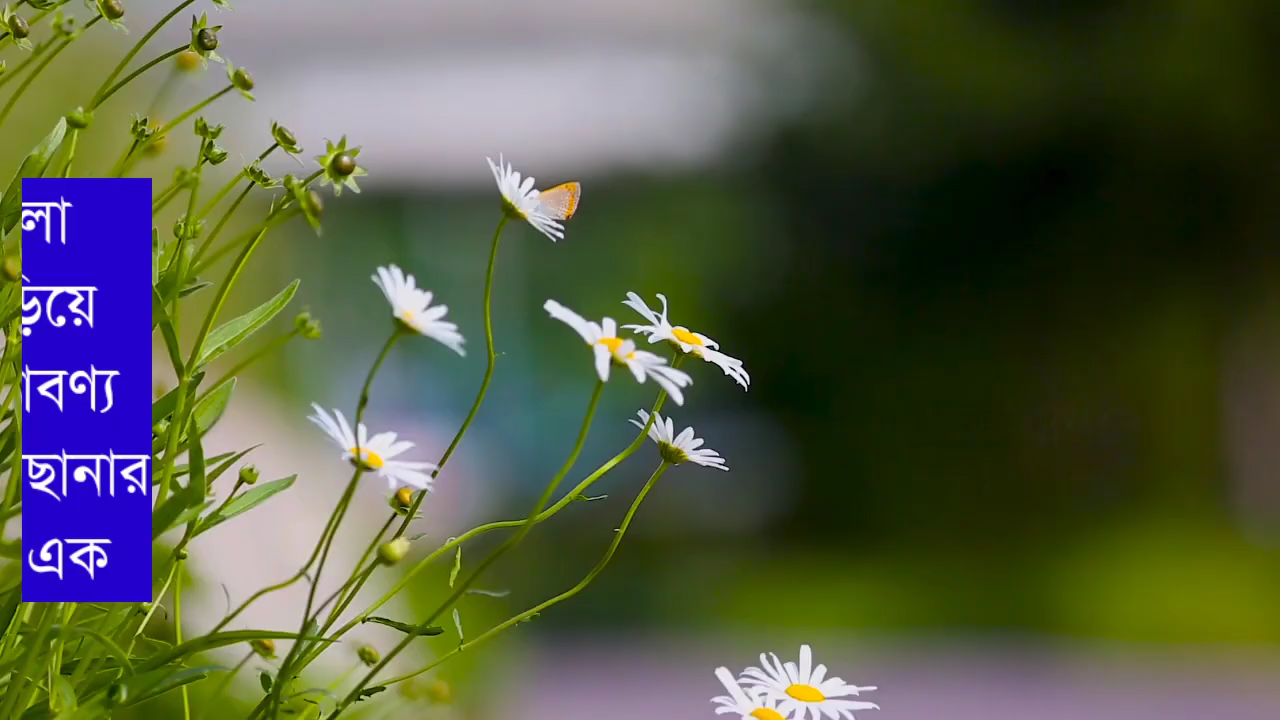 লা
ড়িয়ে
াবণ্য
ছানার
এক